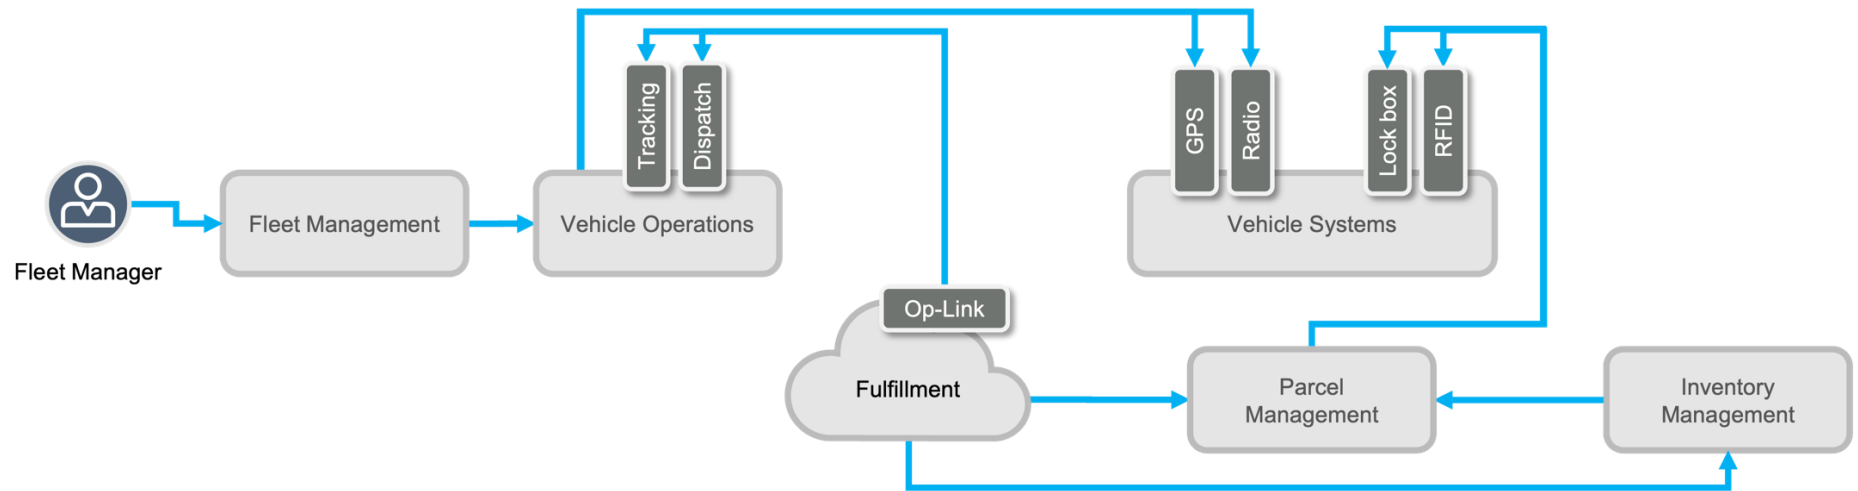 Tracking
Dispatch
GPS
Radio
Lock box
RFID
Fleet Manager
Fleet Management
Vehicle Operations
Vehicle Systems
Op-Link
Fulfillment
Parcel
Management
Inventory
Management